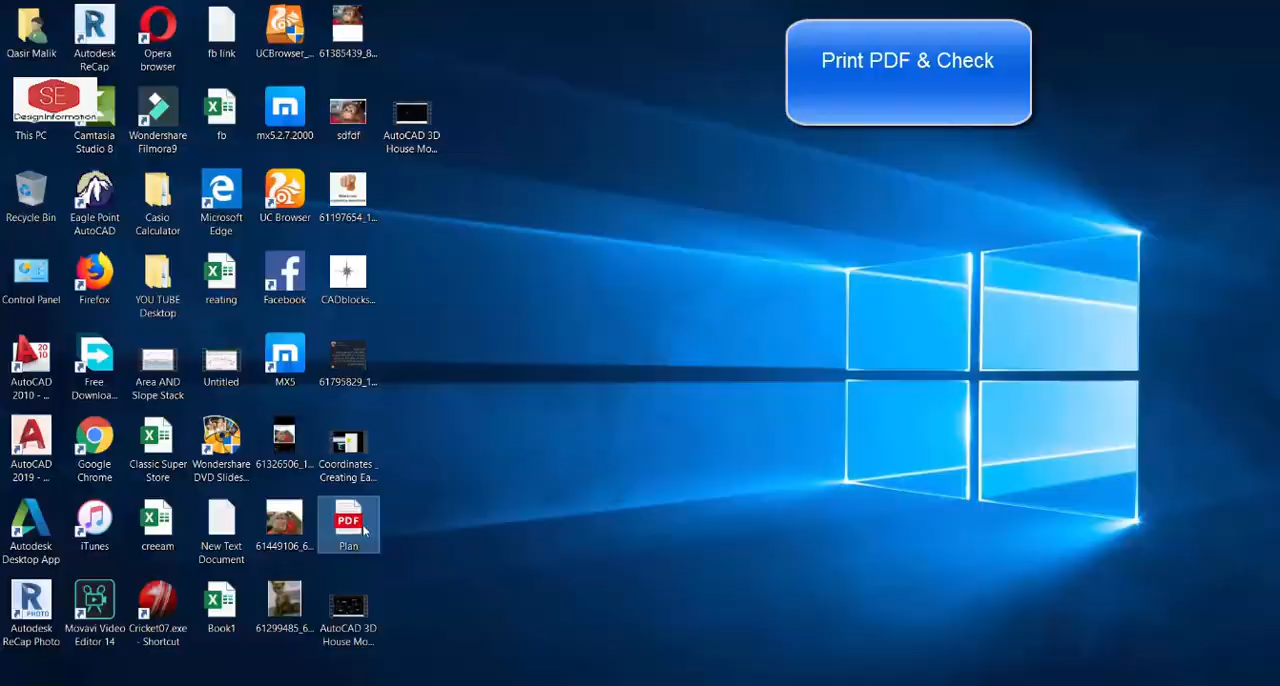 Print PDF & Check
Qasir Malik
Autodesk
ReCap
Opera
browser
fb link
UCBrowser_...
61385439_8...
SE
DesignInformation
This PC
Camtasia
Studio 8
Wondershare
Filmora9
fb
mx5.2.7.2000
sdfdf
AutoCAD 3D
House Mo...
Recycle Bin
Eagle Point
AutoCAD
Casio
Calculator
Microsoft
Edge
UC Browser
61197654_1...
Control Panel
Firefox
YOU TUBE
Desktop
reating
Facebook
CADblocks...
AutoCAD
2010 - ...
Free
Downloa...
Area AND
Slope Stack
Untitled
MX5
61795829_1...
AutoCAD
2019 - ...
Google
Chrome
Classic Super
Store
Wondershare
DVD Slides...
61326506_1...
Coordinates _
Creating Ea...
Autodesk
Desktop App
iTunes
creeam
New Text
Document
61449106_6...
PDF
Plan
Autodesk
ReCap Photo
Movavi Video
Editor 14
Cricket07.exe
- Shortcut
Book1
61299485_6...
AutoCAD 3D
House Mo...